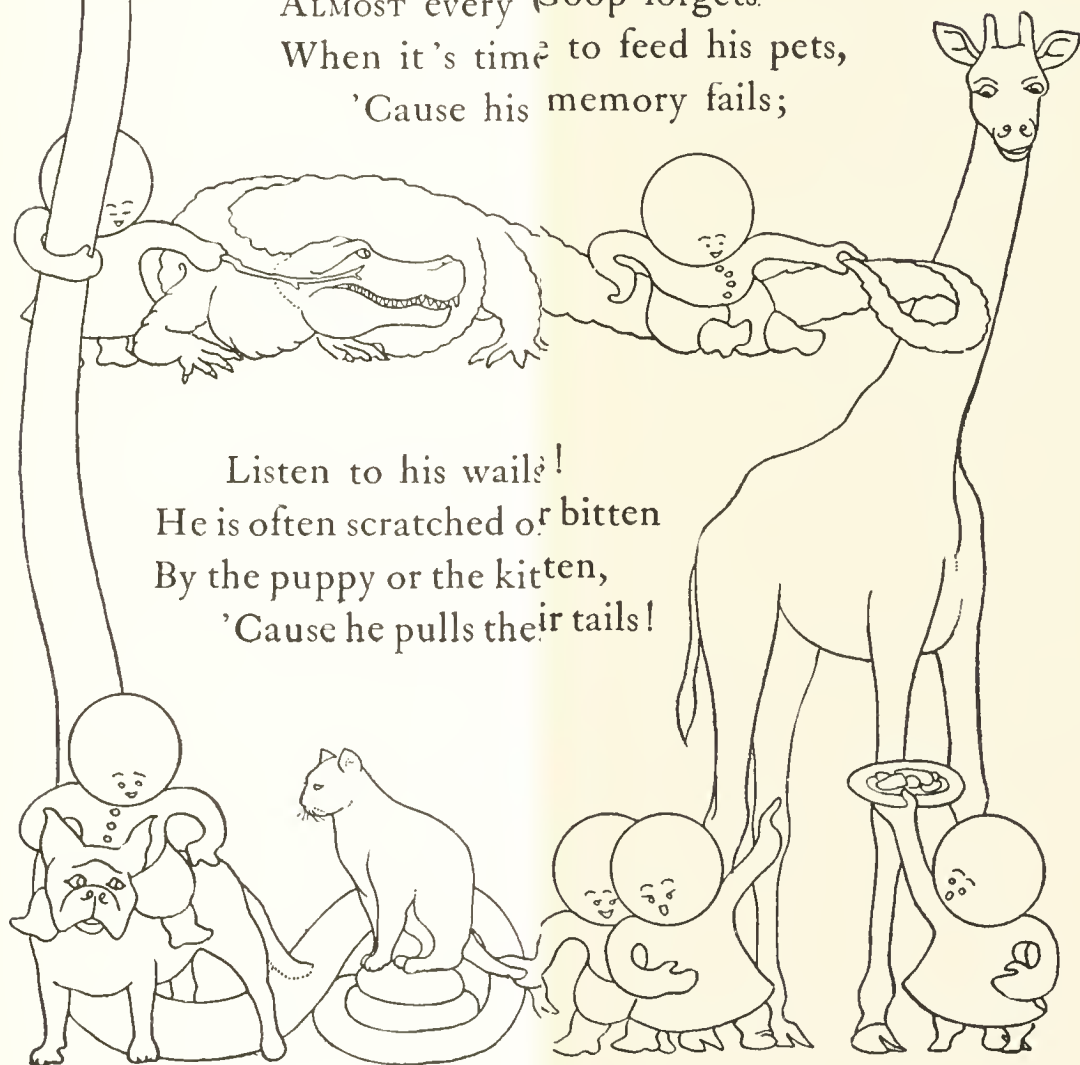 ALMOST every Goop forgets
When it's time to feed his pets,
'Cause his memory fails;
Listen to his wails!
He is often scratched or bitten
By the puppy or the kitten,
'Cause he pulls their tails!